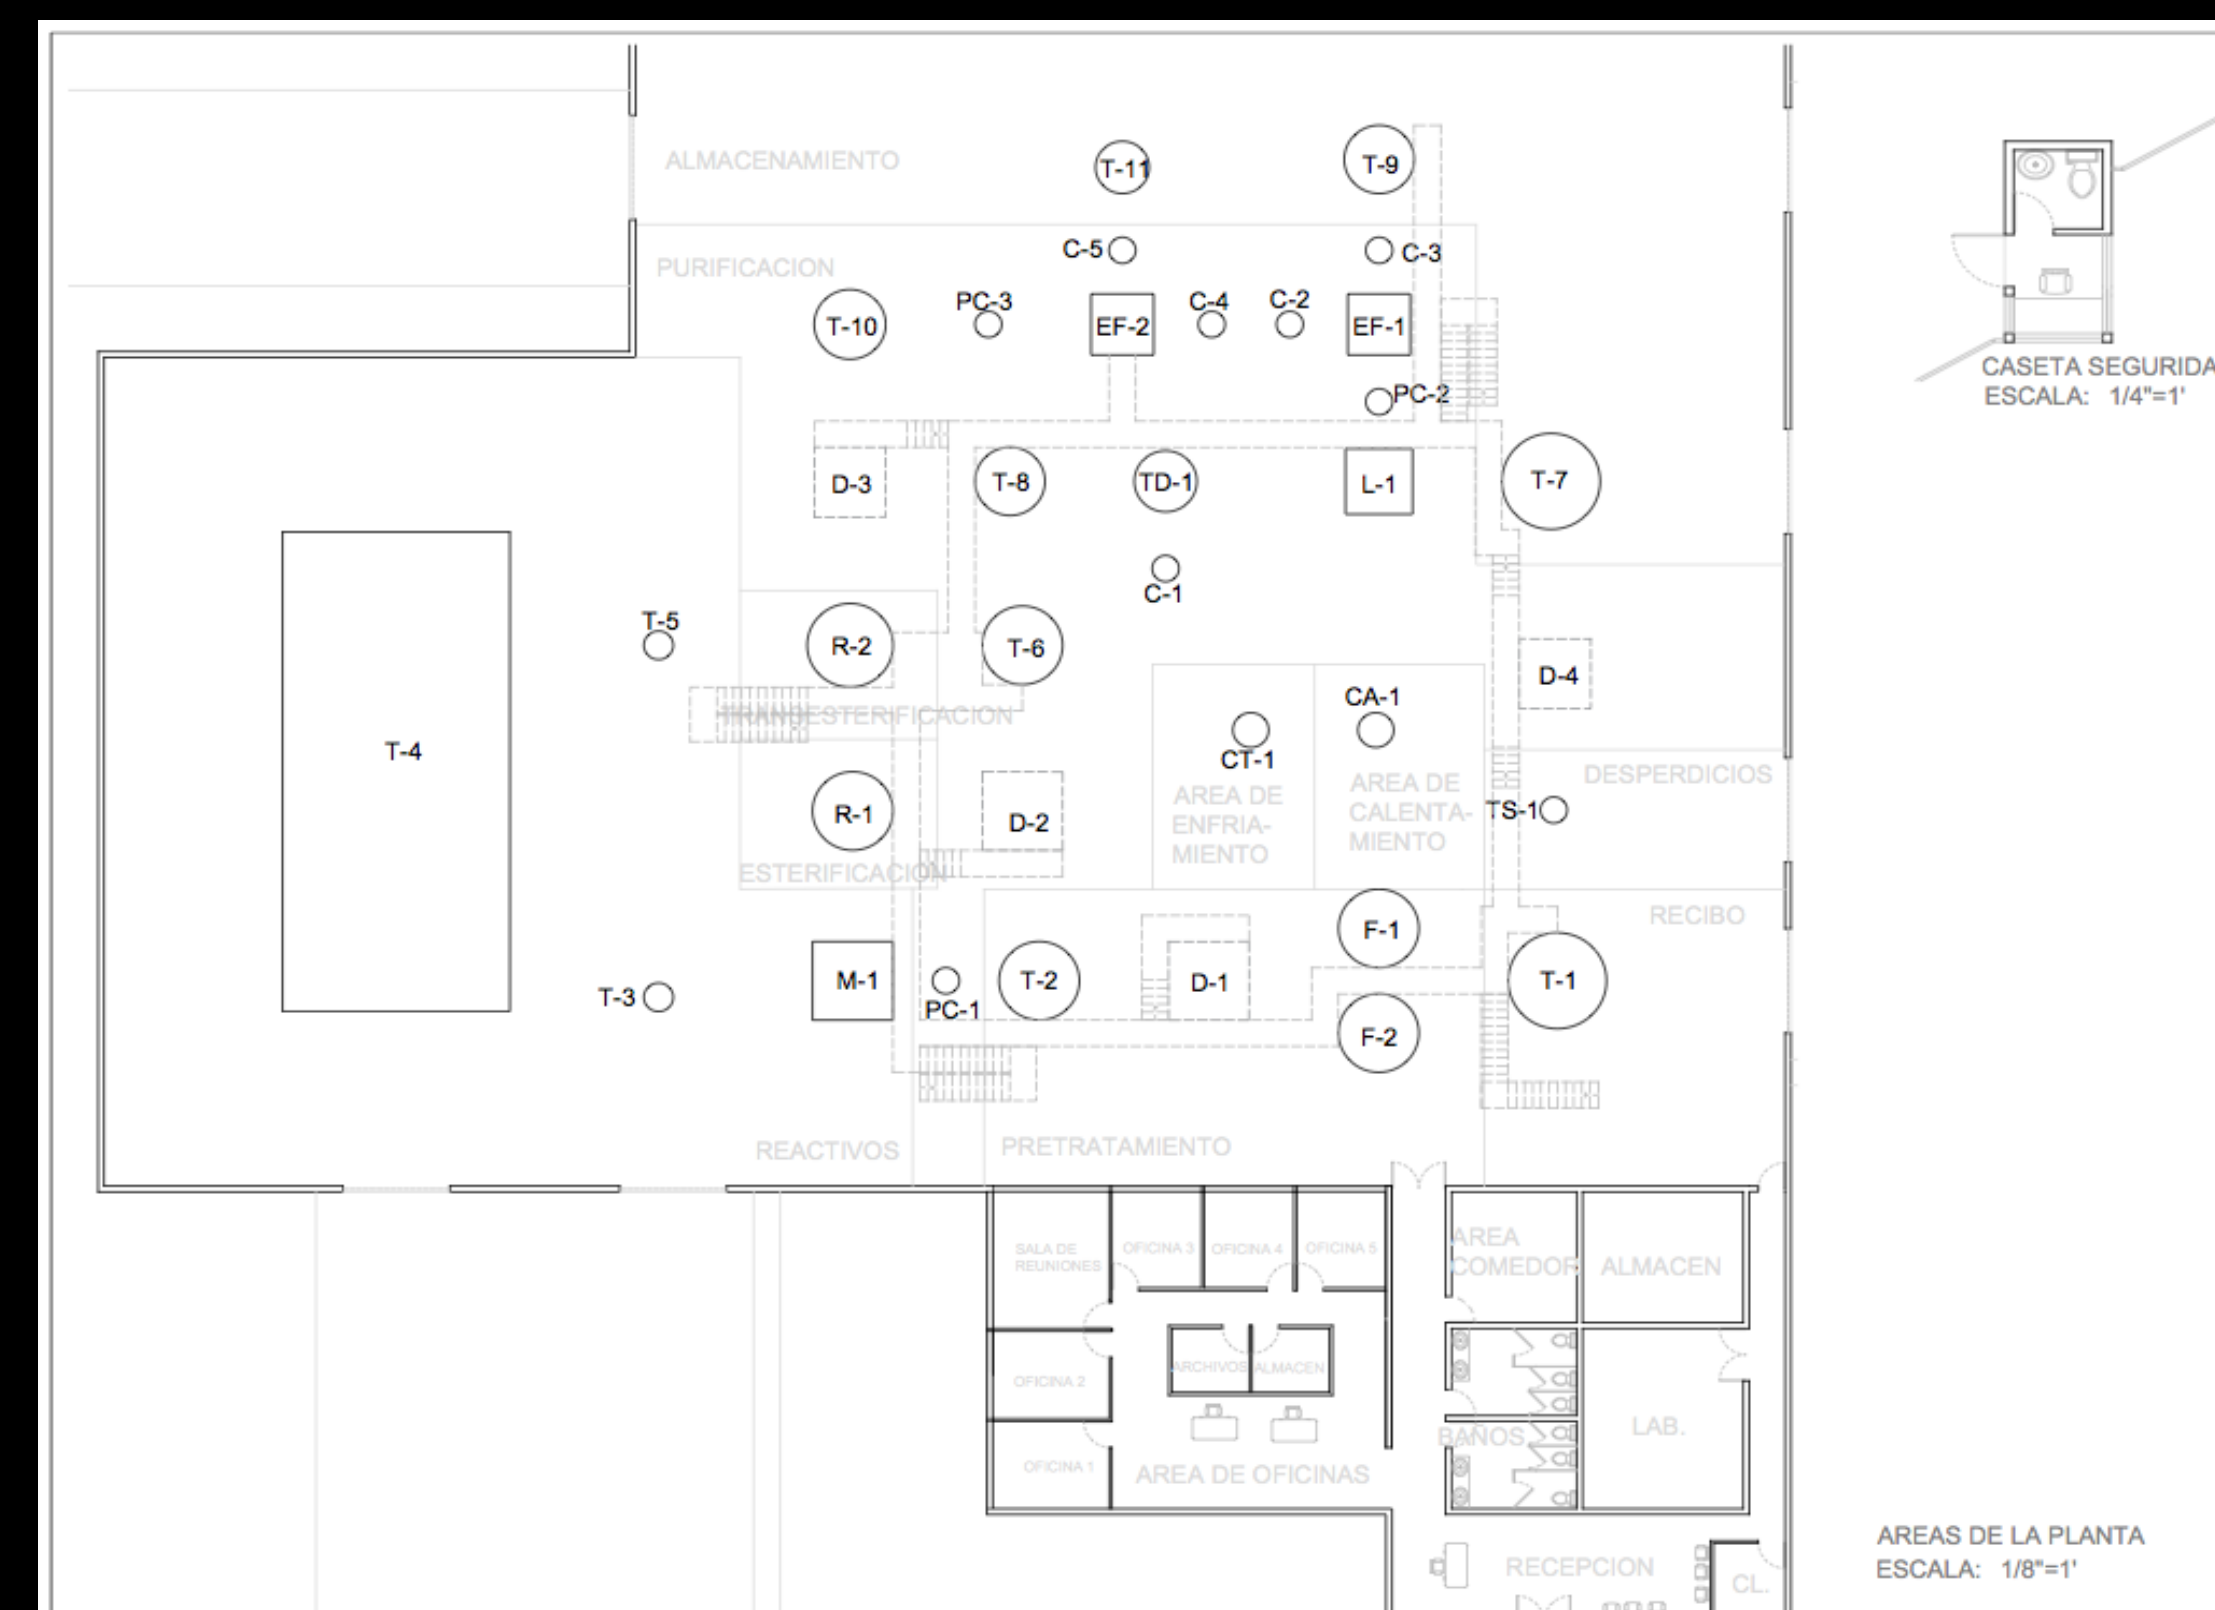 ALMACENAMIENTO
T-11
T-9
C-5
C-3
PURIFICACION
T-10
PC-3
EF-2
C-4
C-2
EF-1
PC-2
CASETA SEGURIDA
ESCALA: 1/4"=1'
D-3
T-8
TD-1
L-1
T-7
C-1
T-5
R-2
T-6
D-4
TRANSESTERIFICACION
CA-1
CT-1
T-4
AREA DE
ENFRIA-
MIENTO
AREA DE
CALENTA-
MIENTO
DESPERDICIOS
TS-1
R-1
D-2
ESTERIFICACION
RECIBO
F-1
T-3
M-1
PC-1
T-2
D-1
T-1
F-2
REACTIVOS
PRETRATAMIENTO
SALA DE
REUNIONES
OFICINA 3
OFICINA 4
OFICINA 5
AREA
COMEDOR
ALMACEN
OFICINA 2
ARCHIVOS
ALMACEN
OFICINA 1
AREA DE OFICINAS
BAÑOS
LAB.
RECEPCION
CL.
AREAS DE LA PLANTA
ESCALA: 1/8"=1'